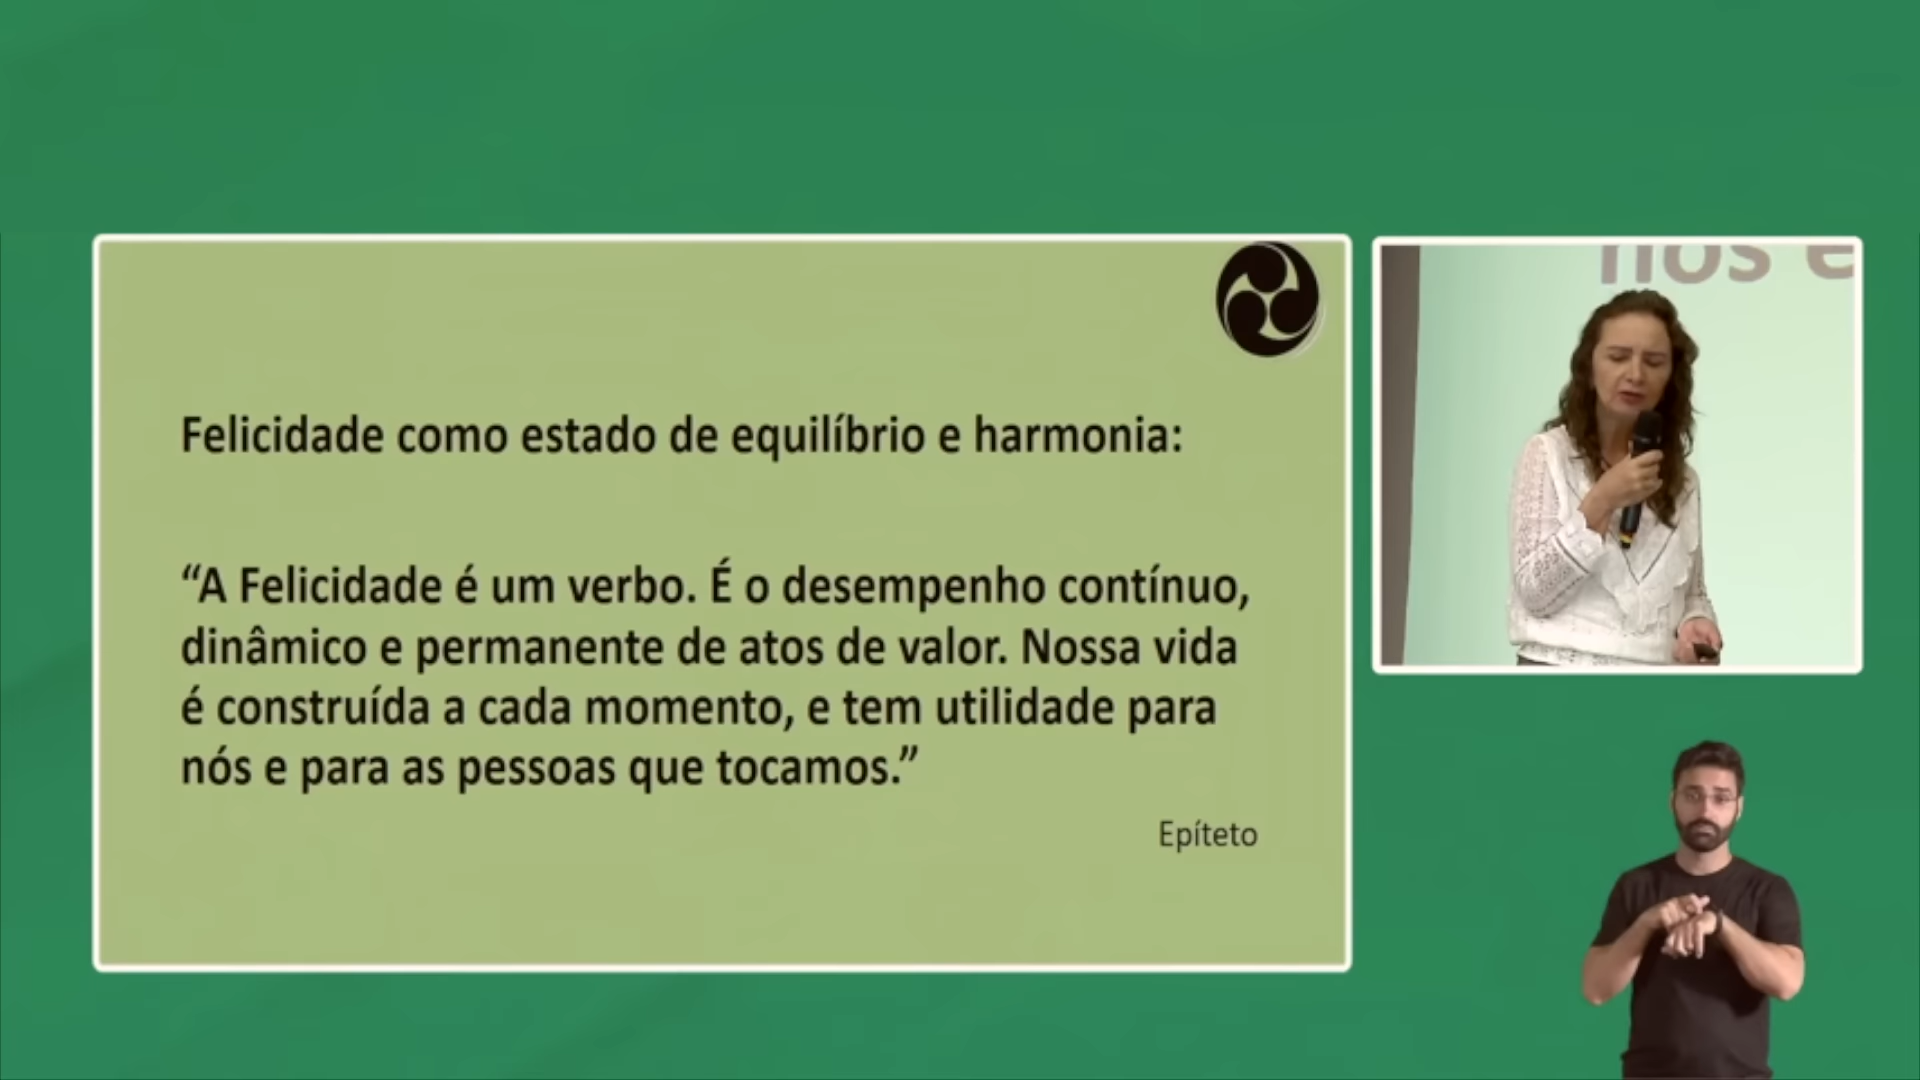 Felicidade como estado de equilíbrio e harmonia:
“A Felicidade é um verbo. É o desempenho contínuo,
dinâmico e permanente de atos de valor. Nossa vida
é construída a cada momento, e tem utilidade para
nós e para as pessoas que tocamos.”
Epíteto
nós e